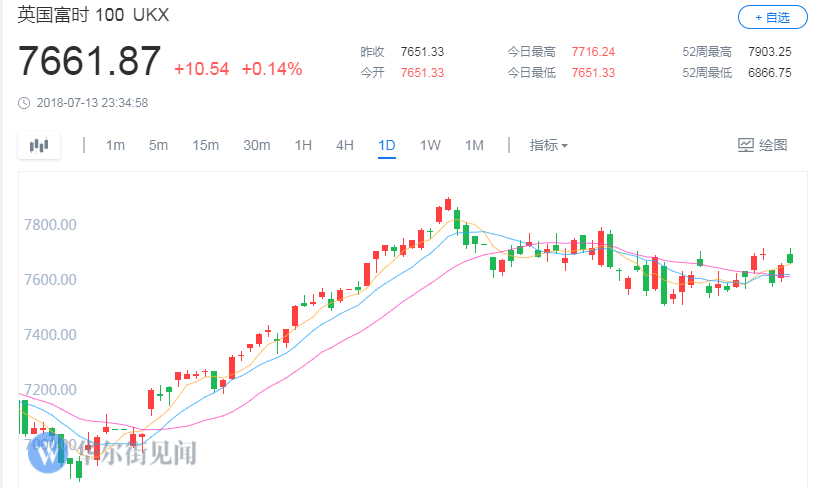 英国富时 100 UKX
+ 自选
7661.87 +10.54 +0.14%
昨收 7651.33 今日最高 7716.24 52周最高 7903.25
今开 7651.33 今日最低 7651.33 52周最低 6866.75
2018-07-13 23:34:58
1m 5m 15m 30m 1H 4H 1D 1W 1M 指标 绘图
7800.00
7600.00
7400.00
7200.00
7000.00
W 华尔街见闻